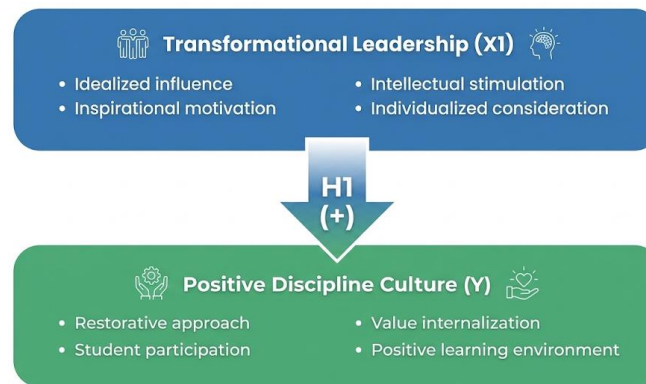 Transformational Leadership (X1)
• Idealized influence
• Inspirational motivation
• Intellectual stimulation
• Individualized consideration
H1
(+)
Positive Discipline Culture (Y)
• Restorative approach
• Student participation
• Value internalization
• Positive learning environment